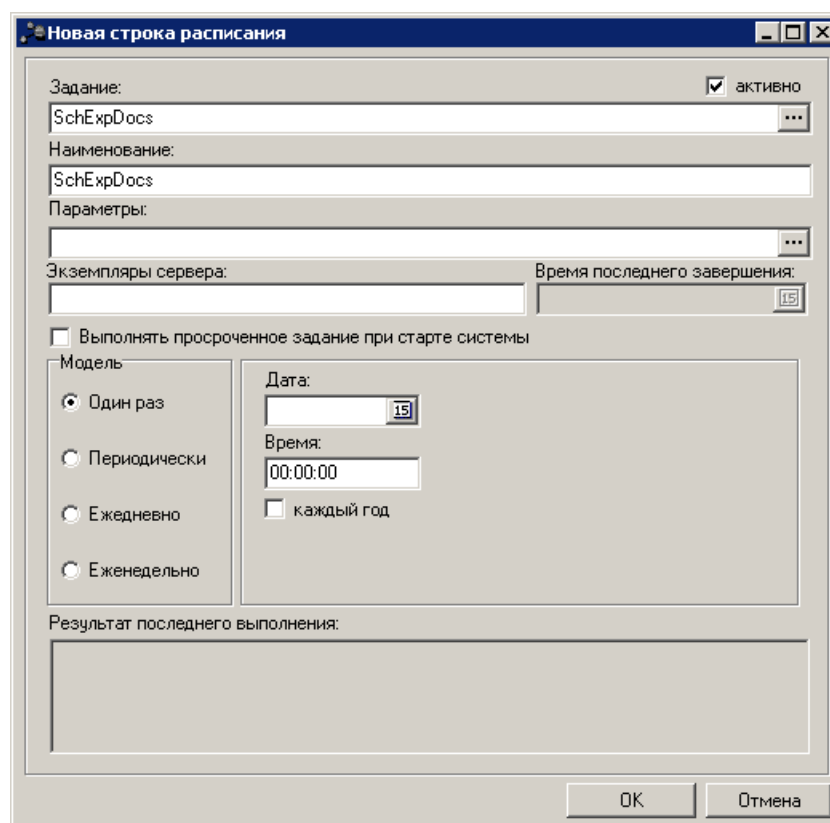 Новая строка расписания
Задание:
активно
SchExpDocs
...
Наименование:
SchExpDocs
Параметры:
...
Экземпляры сервера:
Время последнего завершения:
15
Выполнять просроченное задание при старте системы
Модель
Один раз
Периодически
Ежедневно
Еженедельно
Дата:
15
Время:
00:00:00
каждый год
Результат последнего выполнения:
OK
Отмена